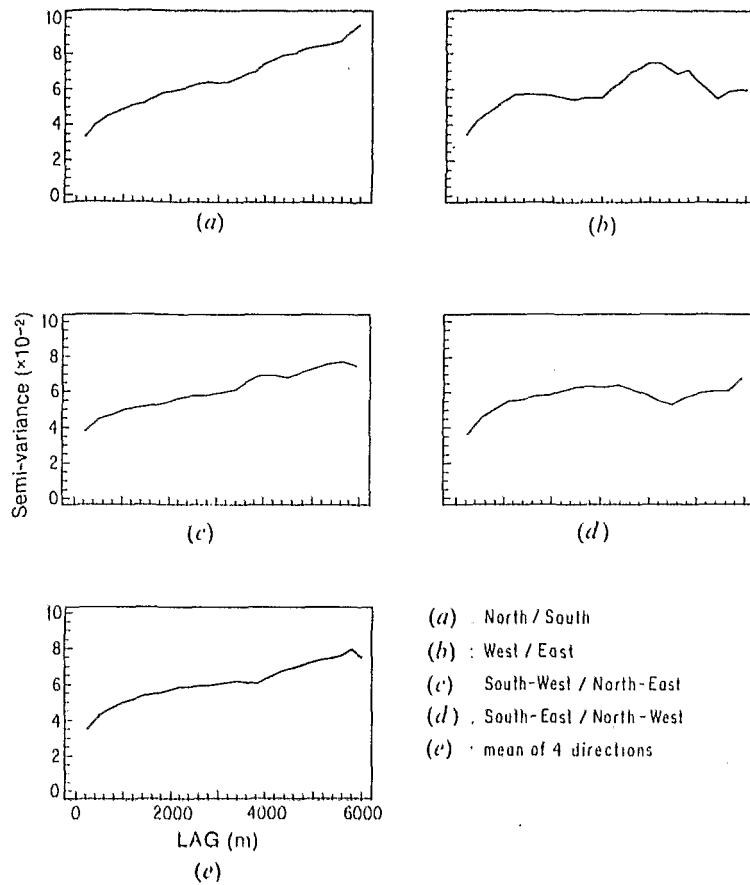 10
8
6
4
2
0
(a)
(b)
Semi-variance (×10⁻²)
10
8
6
4
2
0
(c)
(d)
10
8
6
4
2
0
0 2000 4000 6000
LAG (m)
(e)
(a) . North / South
(b) : West / East
(c) South-West / North-East
(d) . South-East / North-West
(e) · mean of 4 directions